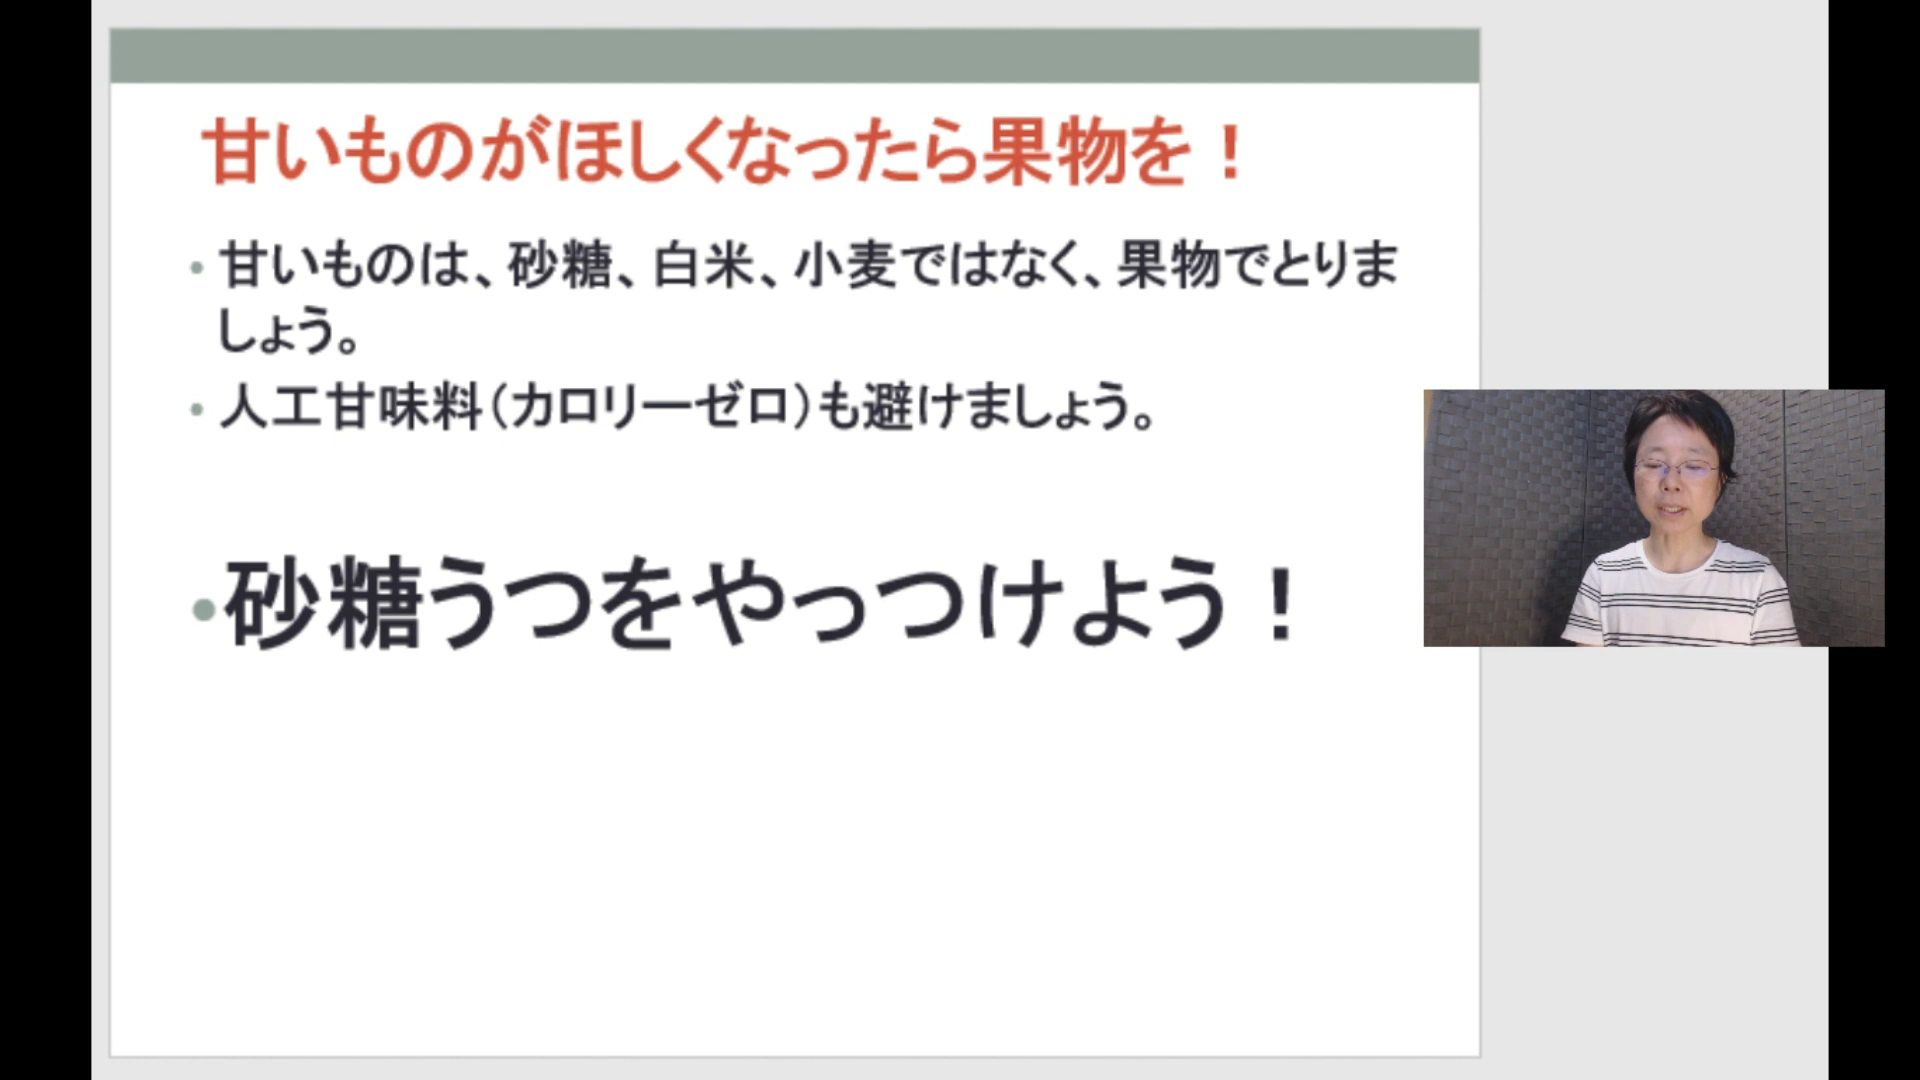 甘いものがほしくなったら果物を！
・甘いものは、砂糖、白米、小麦ではなく、果物でとりま
しょう。
・人工甘味料（カロリーゼロ）も避けましょう。
・砂糖うつをやっつけよう！